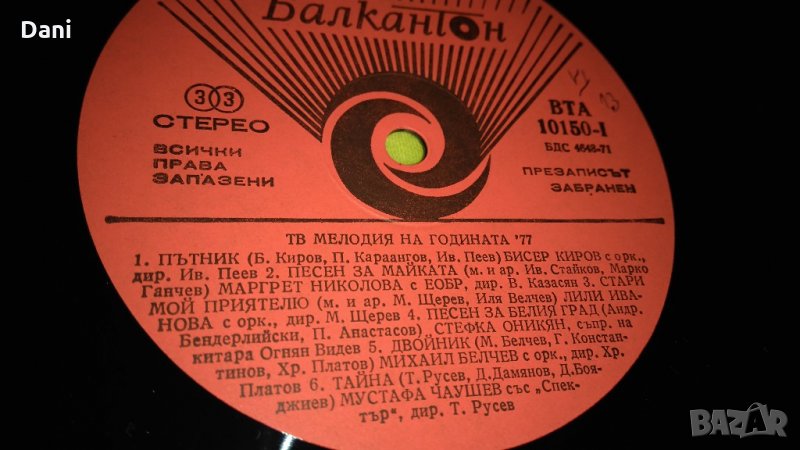 Dani
Балкантон
33
СТЕРЕО
ВСИЧКИ
ПРАВА
ЗАПАЗЕНИ
ВТА
10150-I
БДС 4648-71
ПРЕЗАПИСЪТ
ЗАБРАНЕН
ТВ МЕЛОДИЯ НА ГОДИНАТА '77
1. ПЪТНИК (Б. Киров, П. Караангов, Ив. Пеев) БИСЕР КИРОВ с орк.,
дир. Ив. Пеев 2. ПЕСЕН ЗА МАЙКАТА (м. и ар. Ив. Стайков, Марко
Ганчев) МАРГРЕТ НИКОЛОВА с ЕОБР, дир. В. Казасян 3. СТАРИ
МОЙ ПРИЯТЕЛЮ (м. и ар. М. Щерев, Иля Велчев) ЛИЛИ ИВА-
НОВА с орк., дир. М. Щерев 4. ПЕСЕН ЗА БЕЛИЯ ГРАД (Андр.
Бендерлийски, П. Анастасов) СТЕФКА ОНИКЯН, съпр. на
китара Огнян Видев 5. ДВОЙНИК (М. Белчев, Г. Констан-
тинов, Хр. Платов) МИХАИЛ БЕЛЧЕВ с орк., дир. Хр.
Платов 6. ТАЙНА (Т. Русев, Д. Дамянов, Д. Боя-
джиев) МУСТАФА ЧАУШЕВ със „Спек-
тър“, дир. Т. Русев
BAZAR